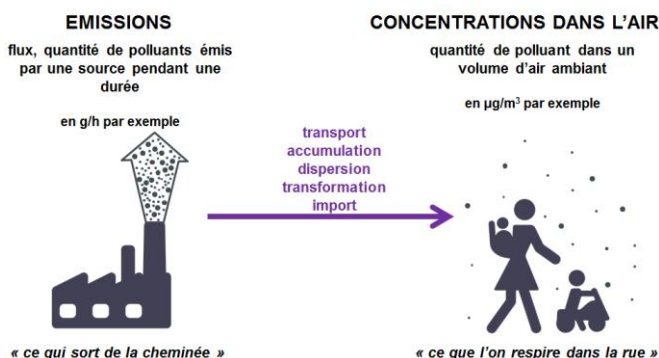 EMISSIONS
flux, quantité de polluants émis
par une source pendant une
durée
en g/h par exemple
CONCENTRATIONS DANS L'AIR
quantité de polluant dans un
volume d'air ambiant
en µg/m³ par exemple
transport
accumulation
dispersion
transformation
import
« ce qui sort de la cheminée »
« ce que l'on respire dans la rue »